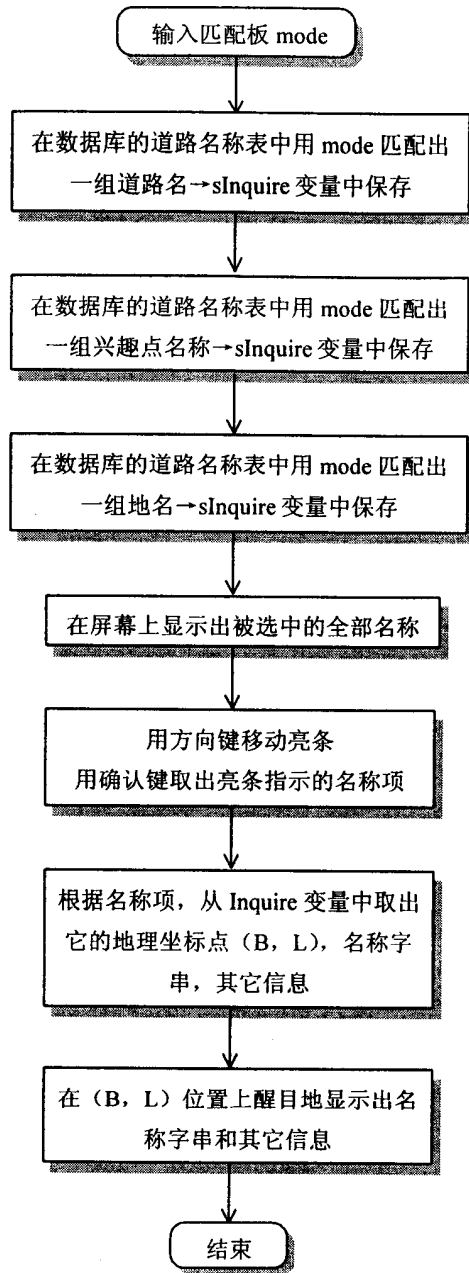 输入匹配板 mode
在数据库的道路名称表中用 mode 匹配出
一组道路名→sInquire 变量中保存
在数据库的道路名称表中用 mode 匹配出
一组兴趣点名称→sInquire 变量中保存
在数据库的道路名称表中用 mode 匹配出
一组地名→sInquire 变量中保存
在屏幕上显示出被选中的全部名称
用方向键移动亮条
用确认键取出亮条指示的名称项
根据名称项，从 Inquire 变量中取出
它的地理坐标点（B，L），名称字
串，其它信息
在（B，L）位置上醒目地显示出名
称字串和其它信息
结束